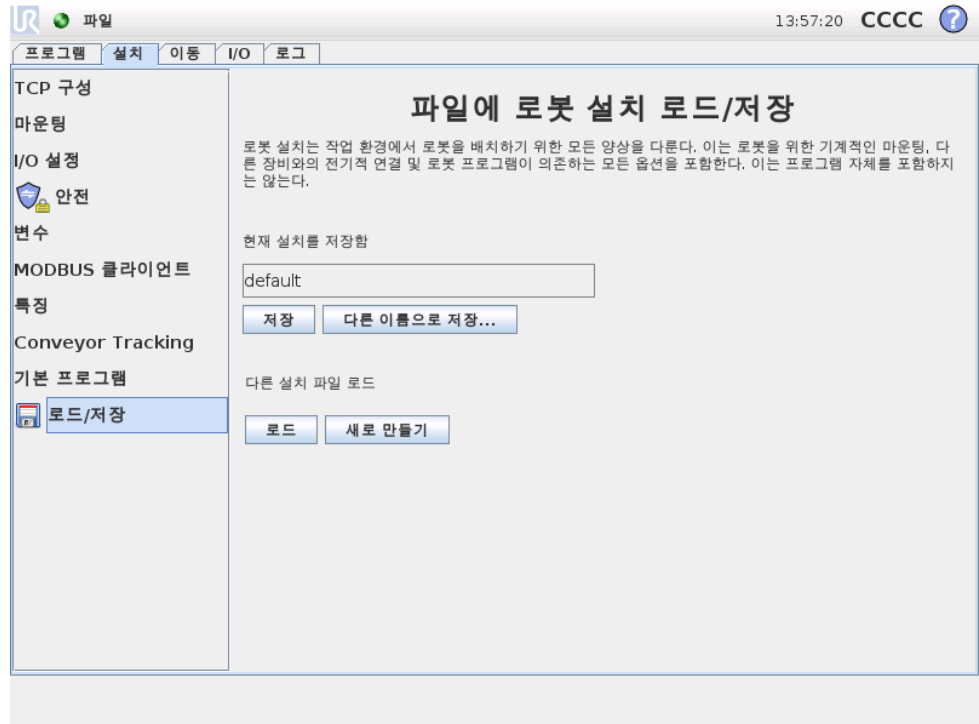 UR
파일
13:57:20 CCCC ?
프로그램 설치 이동 I/O 로그
TCP 구성
마운팅
I/O 설정
안전
변수
MODBUS 클라이언트
특징
Conveyor Tracking
기본 프로그램
로드/저장
파일에 로봇 설치 로드/저장
로봇 설치는 작업 환경에서 로봇을 배치하기 위한 모든 양상을 다룬다. 이는 로봇을 위한 기계적인 마운팅, 다
른 장비와의 전기적 연결 및 로봇 프로그램이 의존하는 모든 옵션을 포함한다. 이는 프로그램 자체를 포함하지
는 않는다.
현재 설치를 저장함
default
저장 다른 이름으로 저장...
다른 설치 파일 로드
로드 새로 만들기